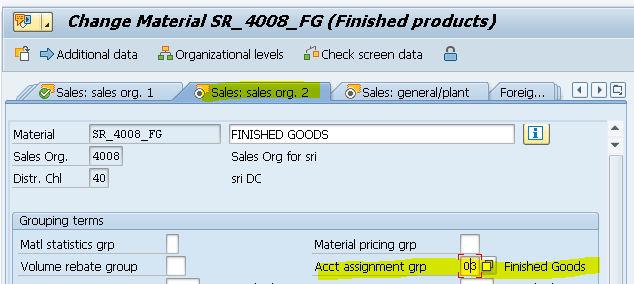 Change Material SR_4008_FG (Finished products)
Additional data Organizational levels Check screen data
Sales: sales org. 1 Sales: sales org. 2 Sales: general/plant Foreig...
Material SR_4008_FG FINISHED GOODS
Sales Org. 4008 Sales Org for sri
Distr. Chl 40 sri DC
Grouping terms
Matl statistics grp Material pricing grp
Volume rebate group Acct assignment grp 03 Finished Goods